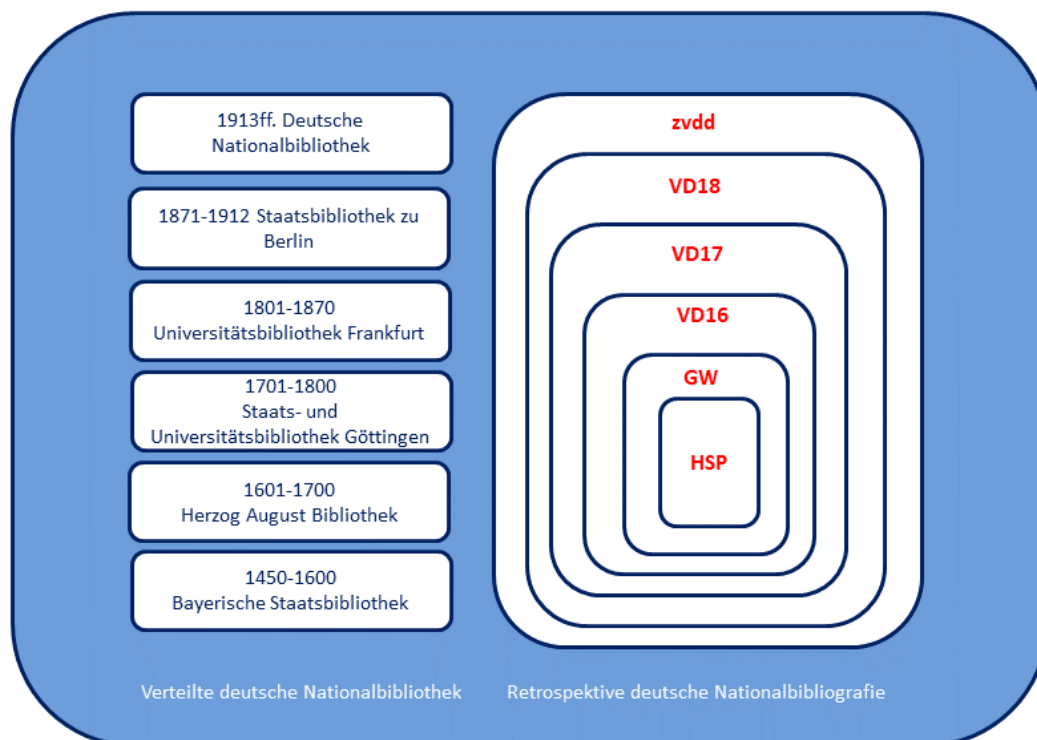 1913ff. Deutsche
Nationalbibliothek
1871-1912 Staatsbibliothek zu
Berlin
1801-1870
Universitätsbibliothek Frankfurt
1701-1800
Staats- und
Universitätsbibliothek Göttingen
1601-1700
Herzog August Bibliothek
1450-1600
Bayerische Staatsbibliothek
Verteilte deutsche Nationalbibliothek
zvdd
VD18
VD17
VD16
GW
HSP
Retrospektive deutsche Nationalbibliografie